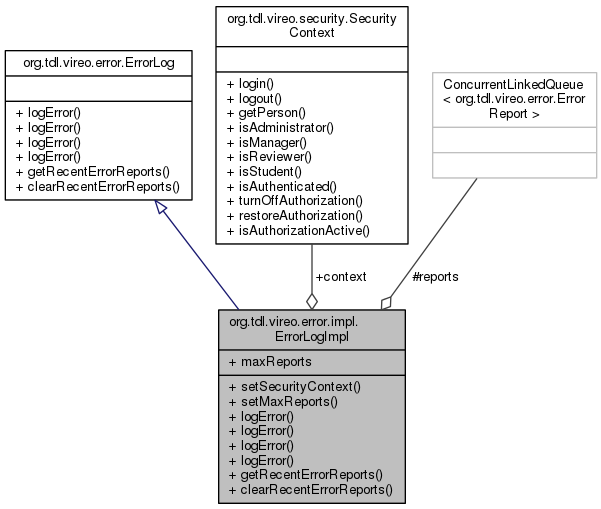 org.tdl.vireo.security.Security
Context
+ login()
+ logout()
+ getPerson()
+ isAdministrator()
+ isManager()
+ isReviewer()
+ isStudent()
+ isAuthenticated()
+ turnOffAuthorization()
+ restoreAuthorization()
+ isAuthorizationActive()
org.tdl.vireo.error.ErrorLog
+ logError()
+ logError()
+ logError()
+ logError()
+ getRecentErrorReports()
+ clearRecentErrorReports()
ConcurrentLinkedQueue
< org.tdl.vireo.error.Error
Report >
+context
#reports
org.tdl.vireo.error.impl.
ErrorLogImpl
+ maxReports
+ setSecurityContext()
+ setMaxReports()
+ logError()
+ logError()
+ logError()
+ logError()
+ getRecentErrorReports()
+ clearRecentErrorReports()